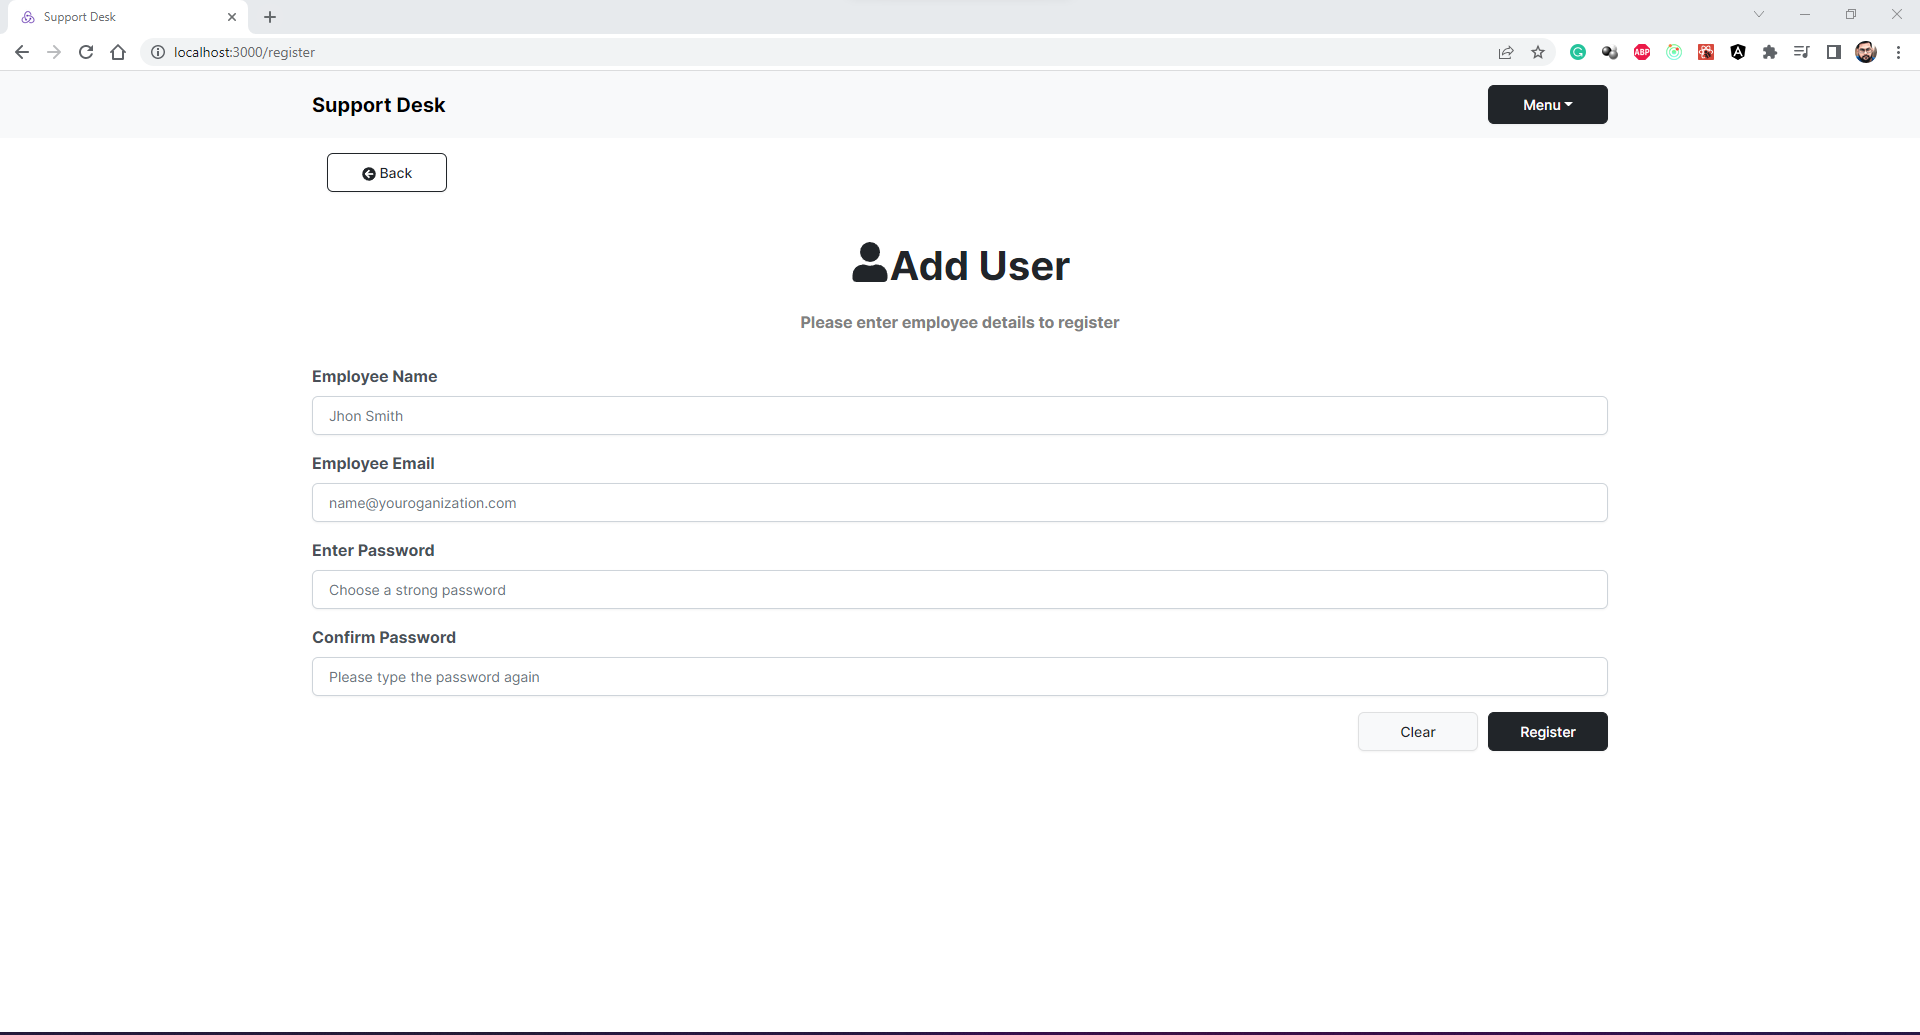 Support Desk
localhost:3000/register
ABP
Support Desk
Menu
Back
Add User
Please enter employee details to register
Employee Name
Jhon Smith
Employee Email
name@youroganization.com
Enter Password
Choose a strong password
Confirm Password
Please type the password again
Clear
Register